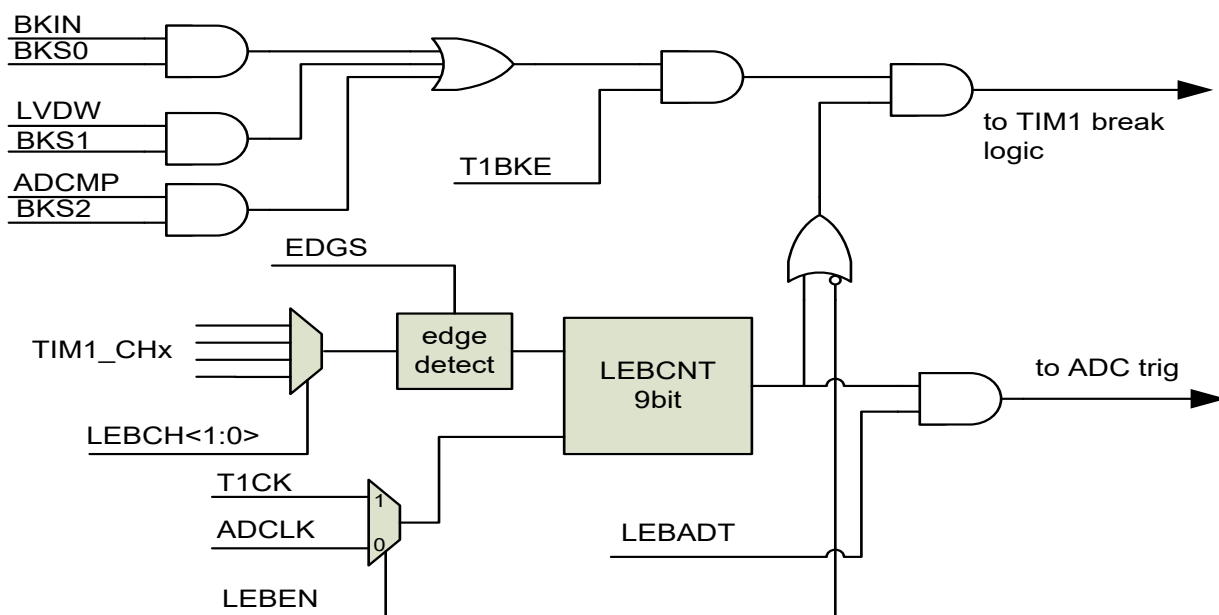 BKIN
BKS0
LVDW
BKS1
ADCMP
BKS2
T1BKE
to TIM1 break
logic
EDGS
TIM1_CHx
edge
detect
LEBCNT
9bit
to ADC trig
LEBCH<1:0>
T1CK
1
ADCLK
0
LEBADT
LEBEN